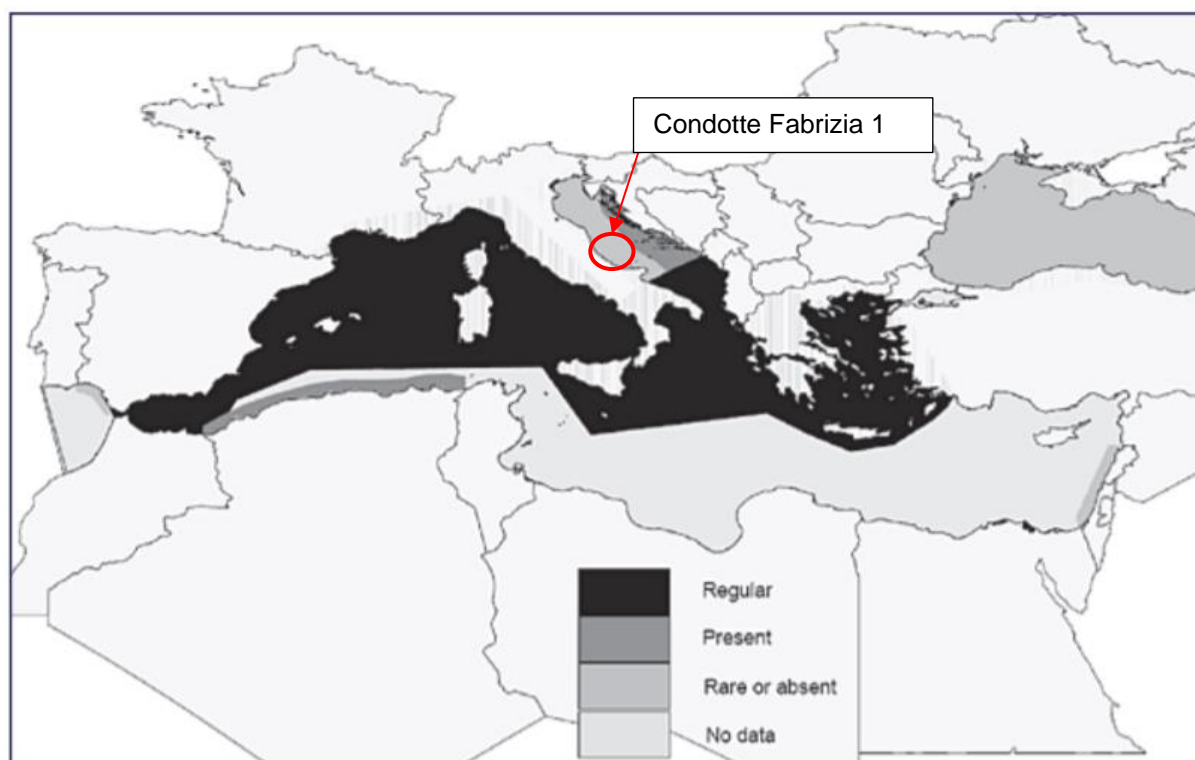 Condotte Fabrizia 1
Regular
Present
Rare or absent
No data